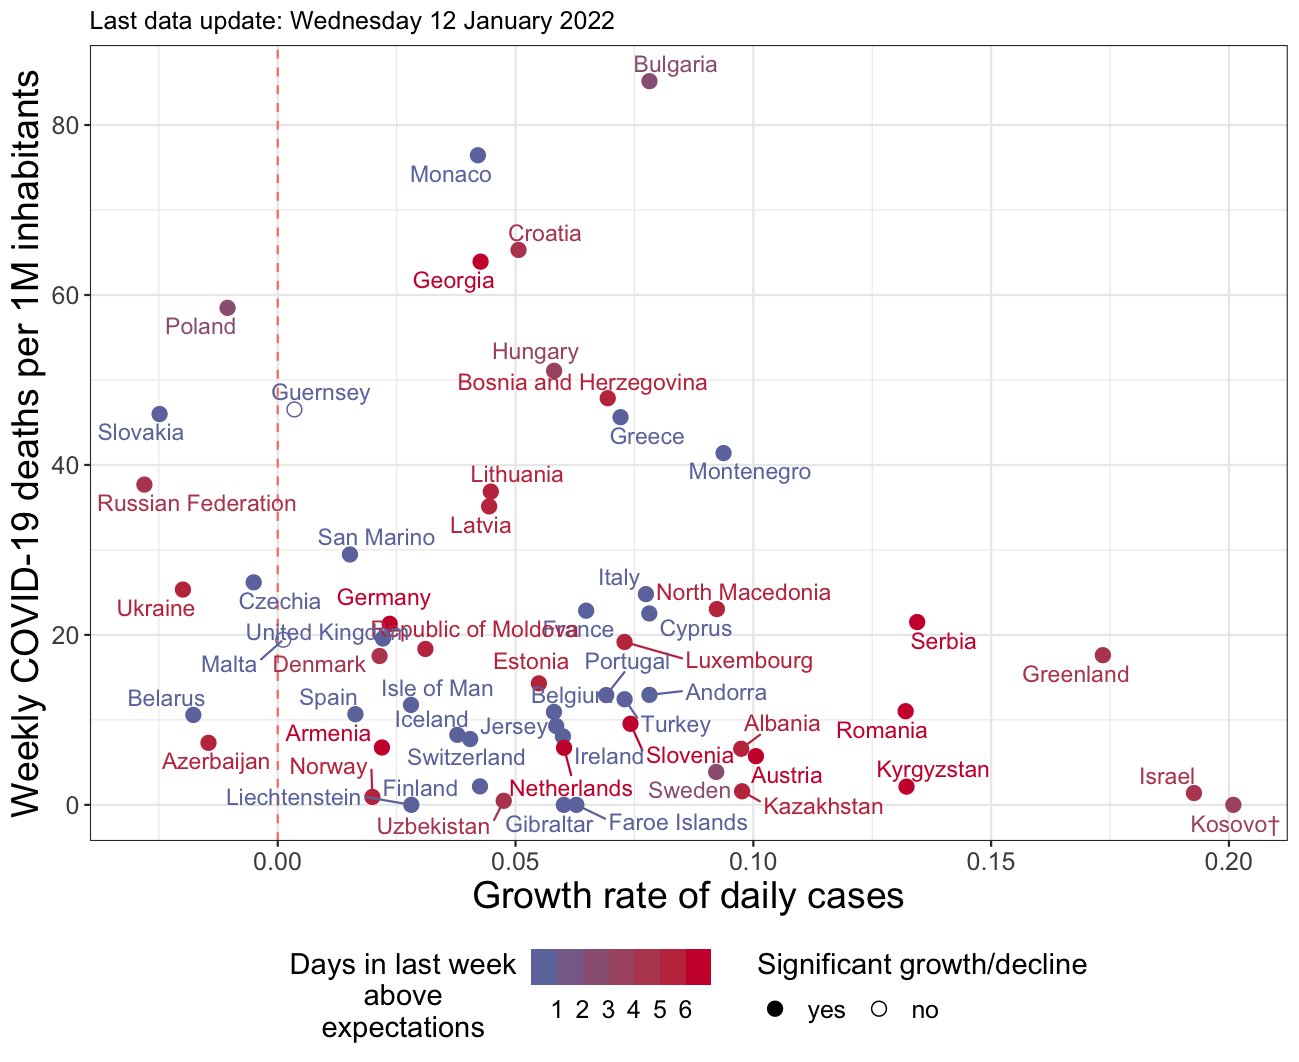 Last data update: Wednesday 12 January 2022
Weekly COVID-19 deaths per 1M inhabitants
80
60
40
20
0
Bulgaria
Monaco
Croatia
Georgia
Poland
Hungary
Bosnia and Herzegovina
Guernsey
Slovakia
Greece
Montenegro
Lithuania
Russian Federation
Latvia
San Marino
Italy
North Macedonia
Ukraine
Czechia
Germany
United Kingdom
Republic of Moldova
France
Cyprus
Serbia
Malta
Denmark
Estonia
Portugal
Luxembourg
Greenland
Belarus
Spain
Isle of Man
Belgium
Andorra
Iceland
Jersey
Turkey
Albania
Armenia
Romania
Azerbaijan
Switzerland
Ireland
Slovenia
Norway
Austria
Kyrgyzstan
Israel
Liechtenstein
Finland
Netherlands
Sweden
Kazakhstan
Uzbekistan
Gibraltar
Faroe Islands
Kosovo†
0.00
0.05
0.10
0.15
0.20
Growth rate of daily cases
Days in last week
above
expectations
1 2 3 4 5 6
Significant growth/decline
yes
no